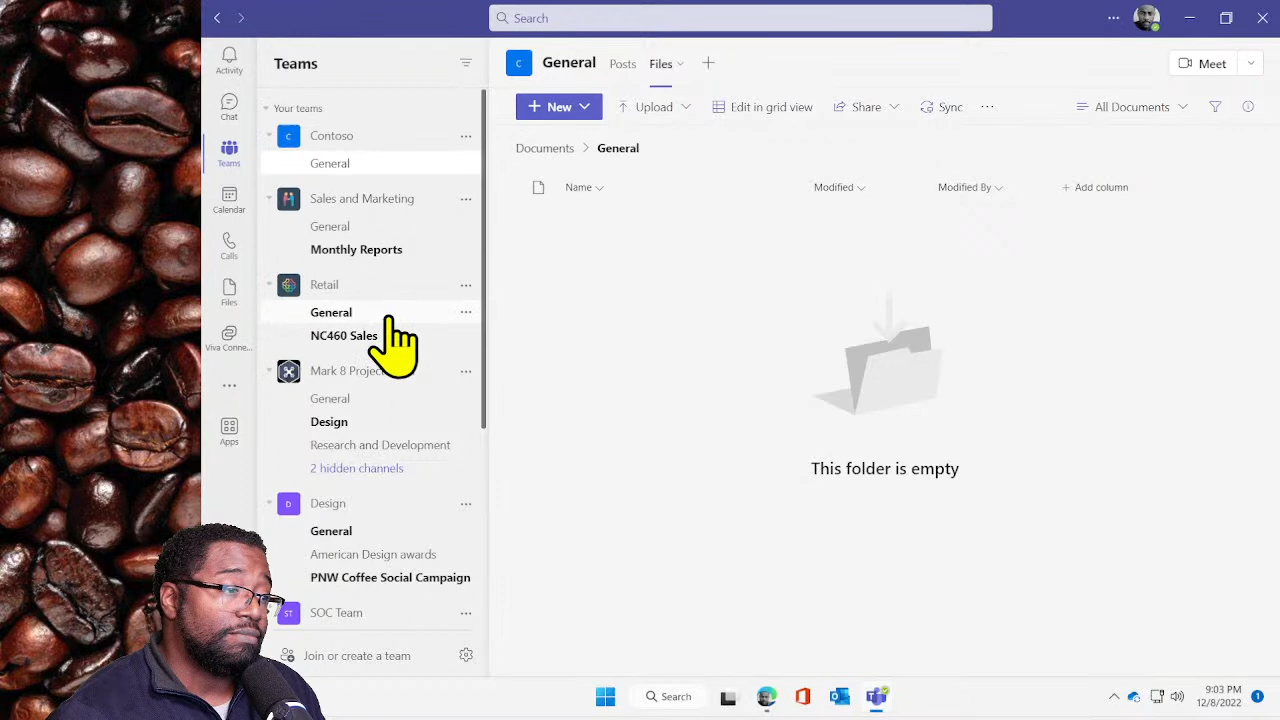 Search
Activity
Chat
Teams
Calendar
Calls
Files
Viva Conne...
Apps
Teams
Your teams
C
Contoso
General
Sales and Marketing
General
Monthly Reports
Retail
General
NC460 Sales
Mark 8 Projec
General
Design
Research and Development
2 hidden channels
D
Design
General
American Design awards
PNW Coffee Social Campaign
ST
SOC Team
Join or create a team
C
General
Posts
Files
Meet
New
Upload
Edit in grid view
Share
Sync
All Documents
Documents > General
Name
Modified
Modified By
+ Add column
This folder is empty
Search
9:03 PM
12/8/2022
1